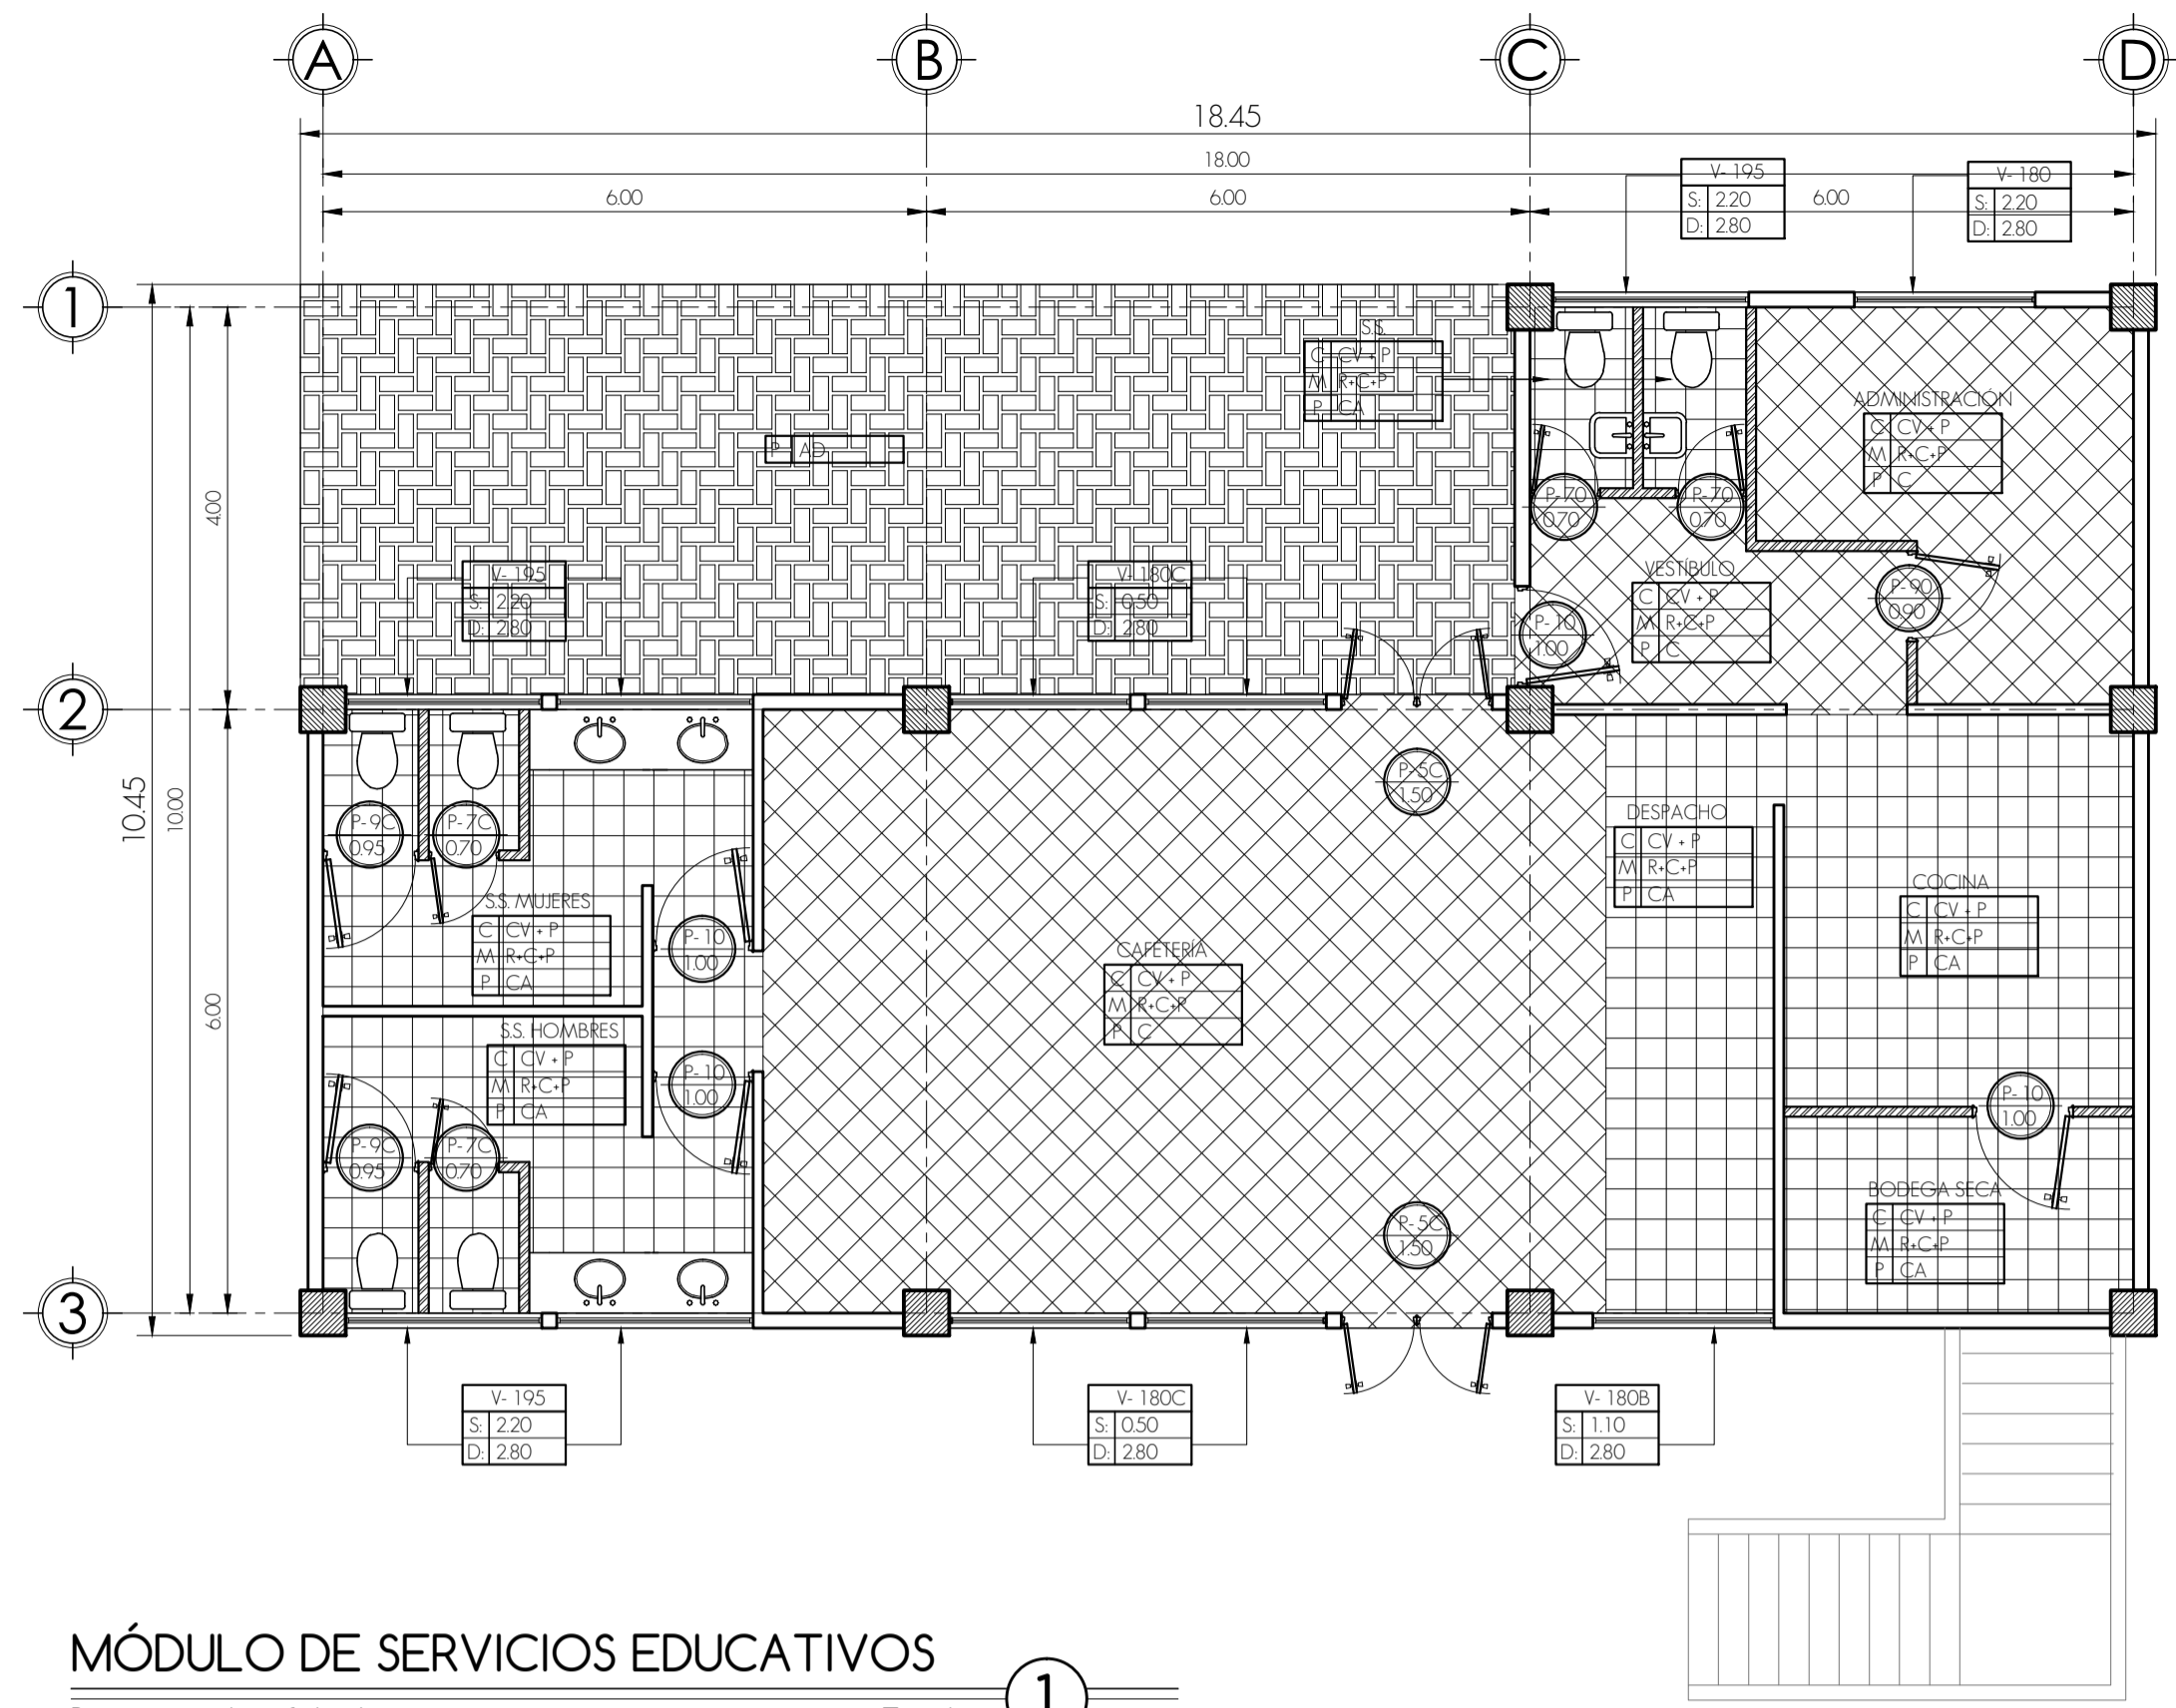 A B C D
18.45
18.00
6.00 6.00 6.00
V- 195
S: 2.20
D: 2.80
V- 180
S: 2.20
D: 2.80
1
2
3
4.00
10.45
10.00
6.00
S.S.
C CV + P
M R+C+P
P CA
P AD
ADMINISTRACIÓN
C CV + P
M R+C+P
P C
P-70
0.70
P-70
0.70
V- 195
S: 2.20
D: 2.80
V- 180C
S: 0.50
D: 2.80
VESTÍBULO
C CV + P
M R+C+P
P C
P-90
0.90
P- 10
1.00
P-9C
0.95
P-7C
0.70
P-5C
1.50
DESPACHO
C CV + P
M R+C+P
P CA
S.S. MUJERES
C CV + P
M R+C+P
P CA
P- 10
1.00
CAFETERÍA
C CV + P
M R+C+P
P C
COCINA
C CV + P
M R+C+P
P CA
S.S. HOMBRES
C CV + P
M R+C+P
P CA
P- 10
1.00
P- 10
1.00
P-9C
0.95
P-7C
0.70
P-5C
1.50
BODEGA SECA
C CV + P
M R+C+P
P CA
V- 195
S: 2.20
D: 2.80
V- 180C
S: 0.50
D: 2.80
V- 180B
S: 1.10
D: 2.80
MÓDULO DE SERVICIOS EDUCATIVOS
1